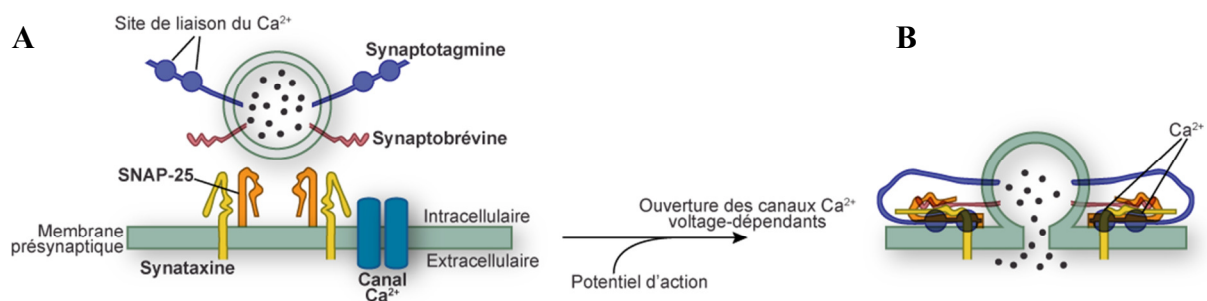 A
Site de liaison du Ca2+
Synaptotagmine
Synaptobrévine
SNAP-25
Membrane
présynaptique
Intracellulaire
Extracellulaire
Synataxine
Canal
Ca2+
Ouverture des canaux Ca2+
voltage-dépendants
Potentiel d'action
B
Ca2+